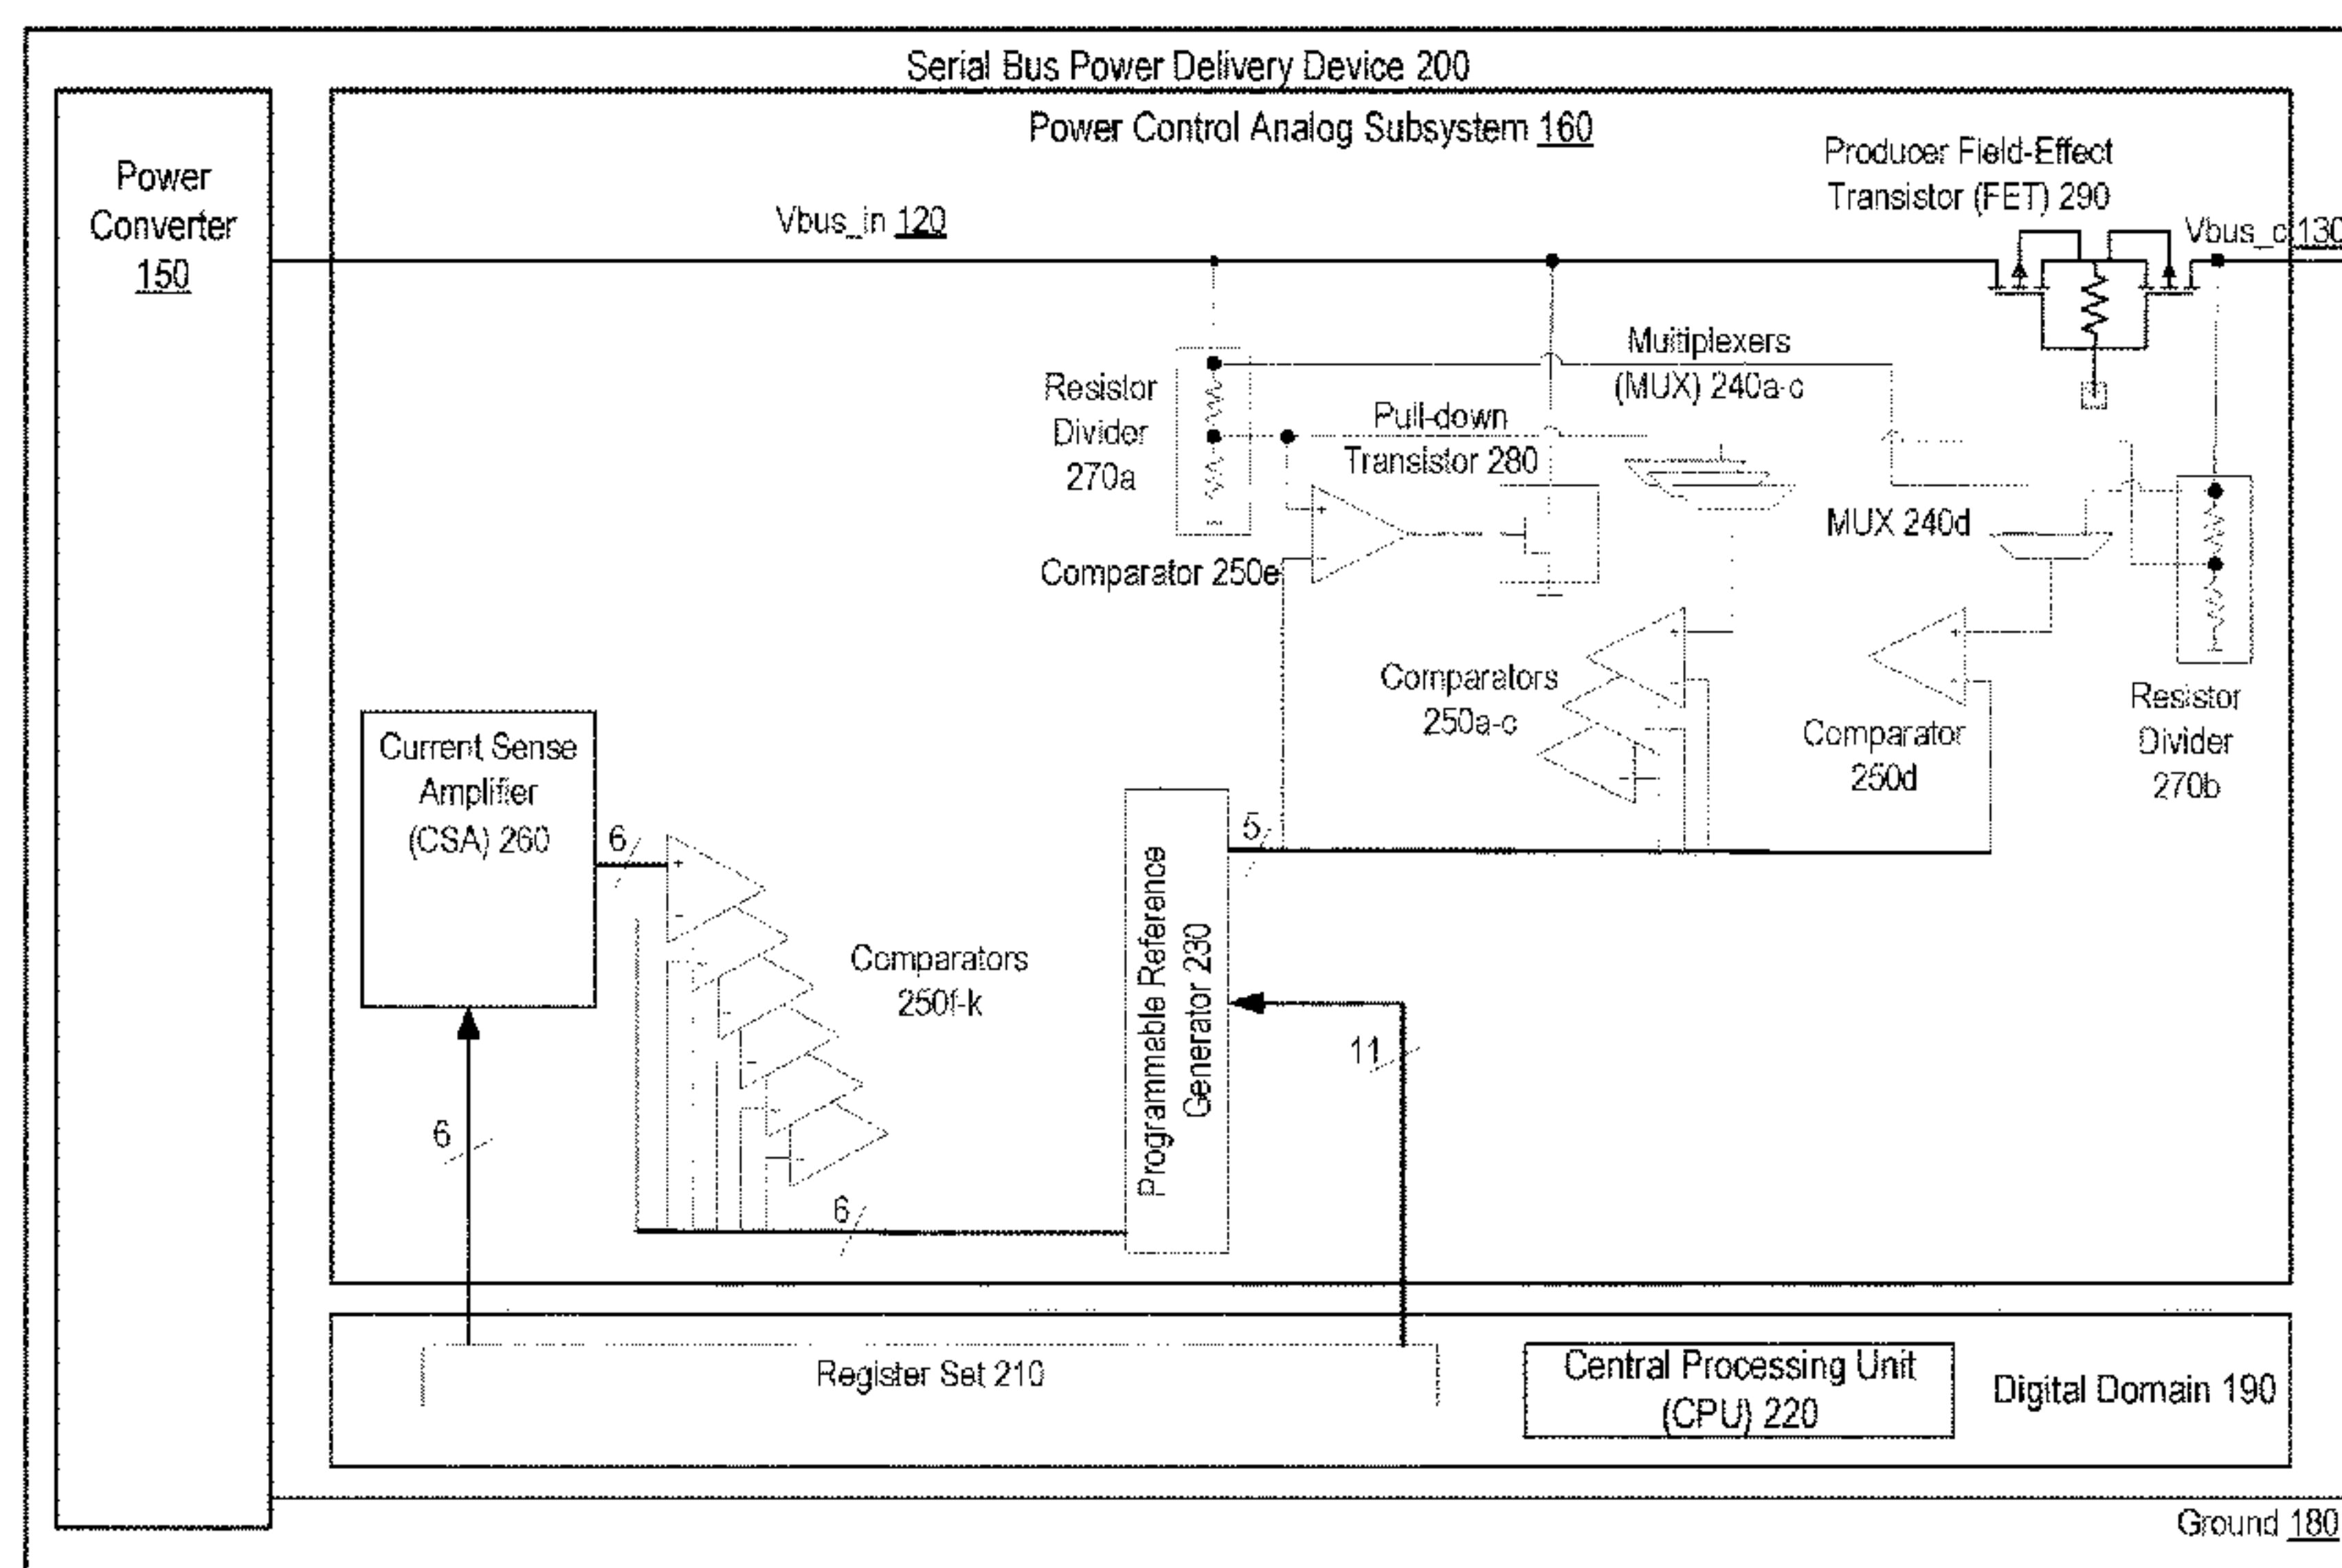 Serial Bus Power Delivery Device 200
Power Control Analog Subsystem 160
Power
Converter
150
Vbus_in 120
Producer Field-Effect
Transistor (FET) 290
Vbus_c 130
Multiplexers
(MUX) 240a-c
Resistor
Divider
270a
Pull-down
Transistor 280
MUX 240d
Comparator 250e
Comparators
250a-c
Comparator
250d
Resistor
Divider
270b
Current Sense
Amplifier
(CSA) 260
6
5
Comparators
250f-k
Programmable Reference
Generator 230
11
6
6
Register Set 210
Central Processing Unit
(CPU) 220
Digital Domain 190
Ground 180